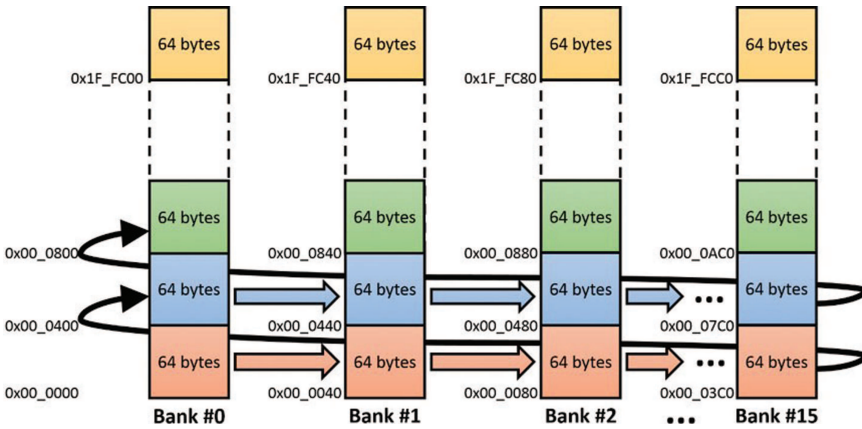 64 bytes 64 bytes 64 bytes 64 bytes
0x1F_FC00 0x1F_FC40 0x1F_FC80 0x1F_FCC0
64 bytes 64 bytes 64 bytes 64 bytes
0x00_0800 0x00_0840 0x00_0880 0x00_0AC0
64 bytes 64 bytes 64 bytes ... 64 bytes
0x00_0400 0x00_0440 0x00_0480 0x00_07C0
64 bytes 64 bytes 64 bytes ... 64 bytes
0x00_0000 0x00_0040 0x00_0080 0x00_03C0
Bank #0 Bank #1 Bank #2 ... Bank #15